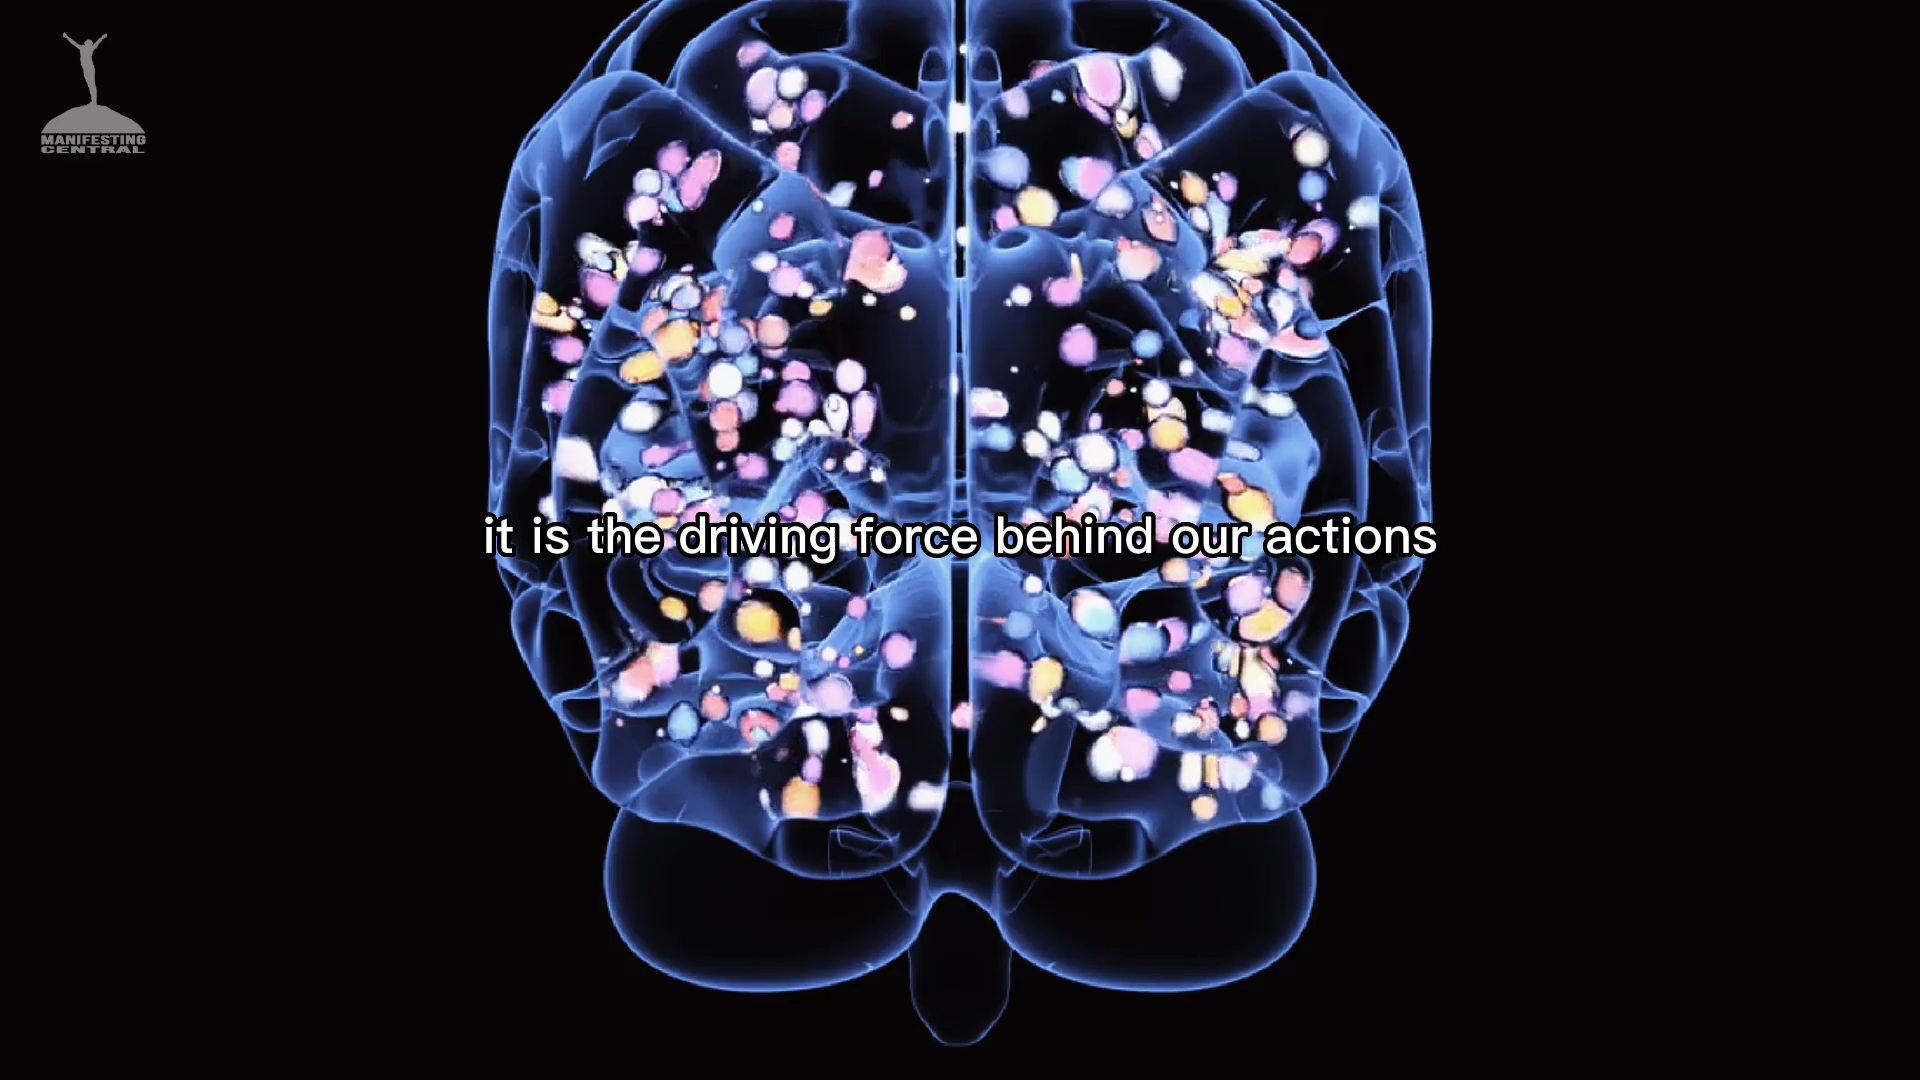 MANIFESTING
CENTRAL
it is the driving force behind our actions